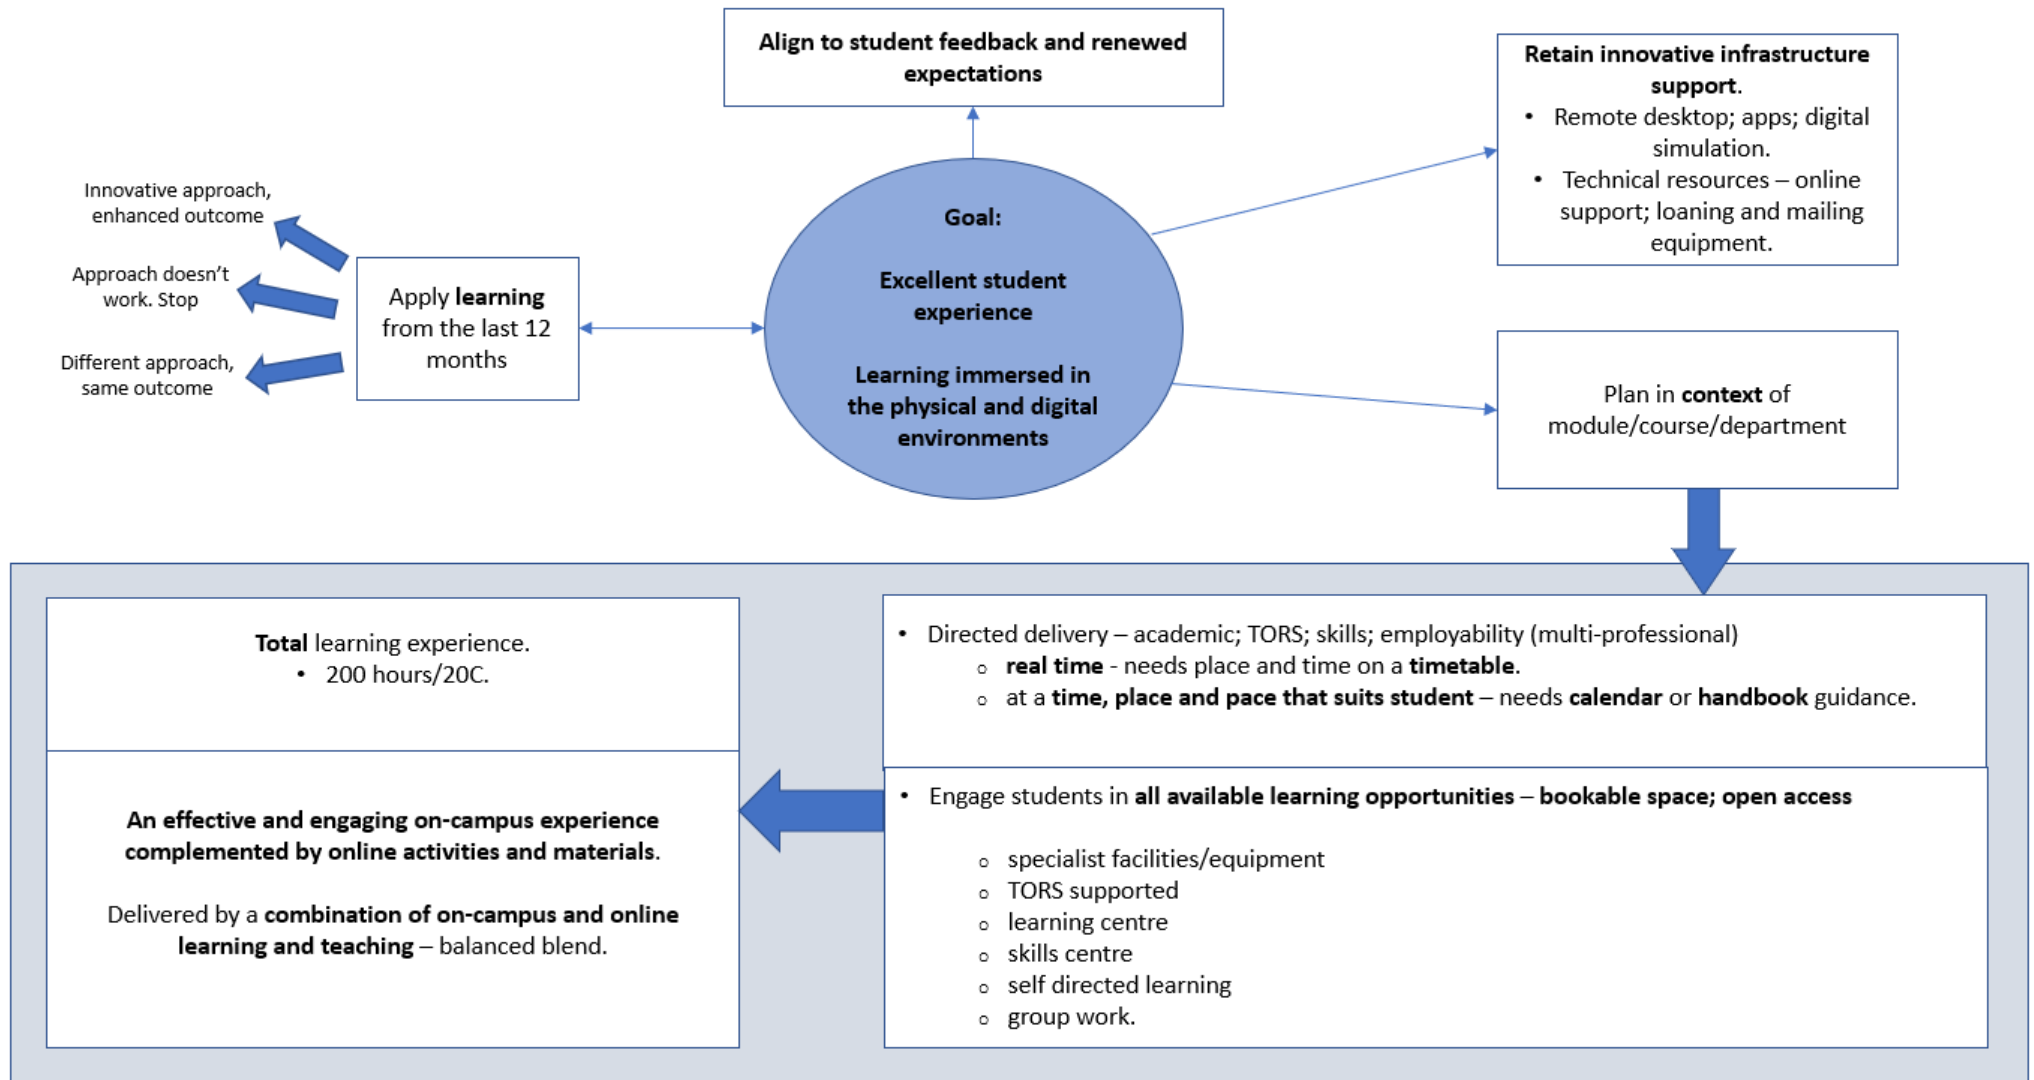 Align to student feedback and renewed
expectations
Retain innovative infrastructure
support.
• Remote desktop; apps; digital
simulation.
• Technical resources – online
support; loaning and mailing
equipment.
Innovative approach,
enhanced outcome
Approach doesn’t
work. Stop
Different approach,
same outcome
Apply learning
from the last 12
months
Goal:
Excellent student
experience
Learning immersed in
the physical and digital
environments
Plan in context of
module/course/department
Total learning experience.
• 200 hours/20C.
An effective and engaging on-campus experience
complemented by online activities and materials.
Delivered by a combination of on-campus and online
learning and teaching – balanced blend.
• Directed delivery – academic; TORS; skills; employability (multi-professional)
o real time - needs place and time on a timetable.
o at a time, place and pace that suits student – needs calendar or handbook guidance.
• Engage students in all available learning opportunities – bookable space; open access
o specialist facilities/equipment
o TORS supported
o learning centre
o skills centre
o self directed learning
o group work.